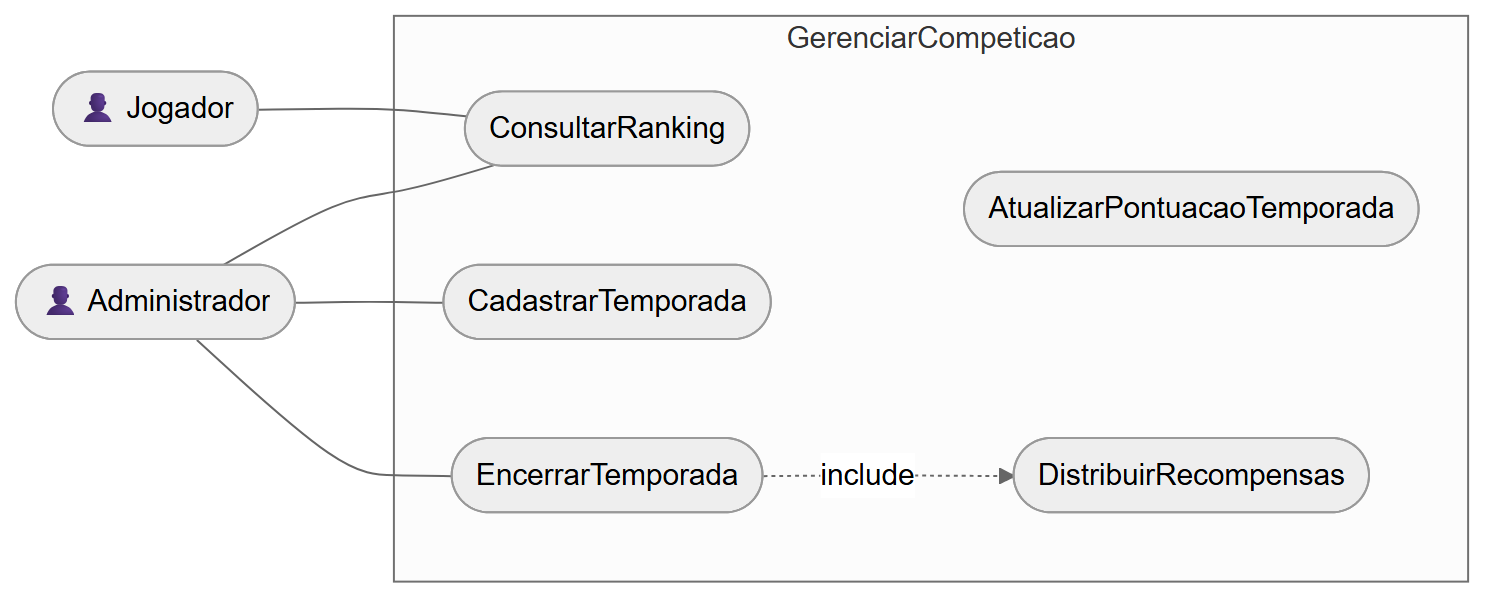 GerenciarCompeticao
Jogador
ConsultarRanking
AtualizarPontuacaoTemporada
Administrador
CadastrarTemporada
EncerrarTemporada
include
DistribuirRecompensas